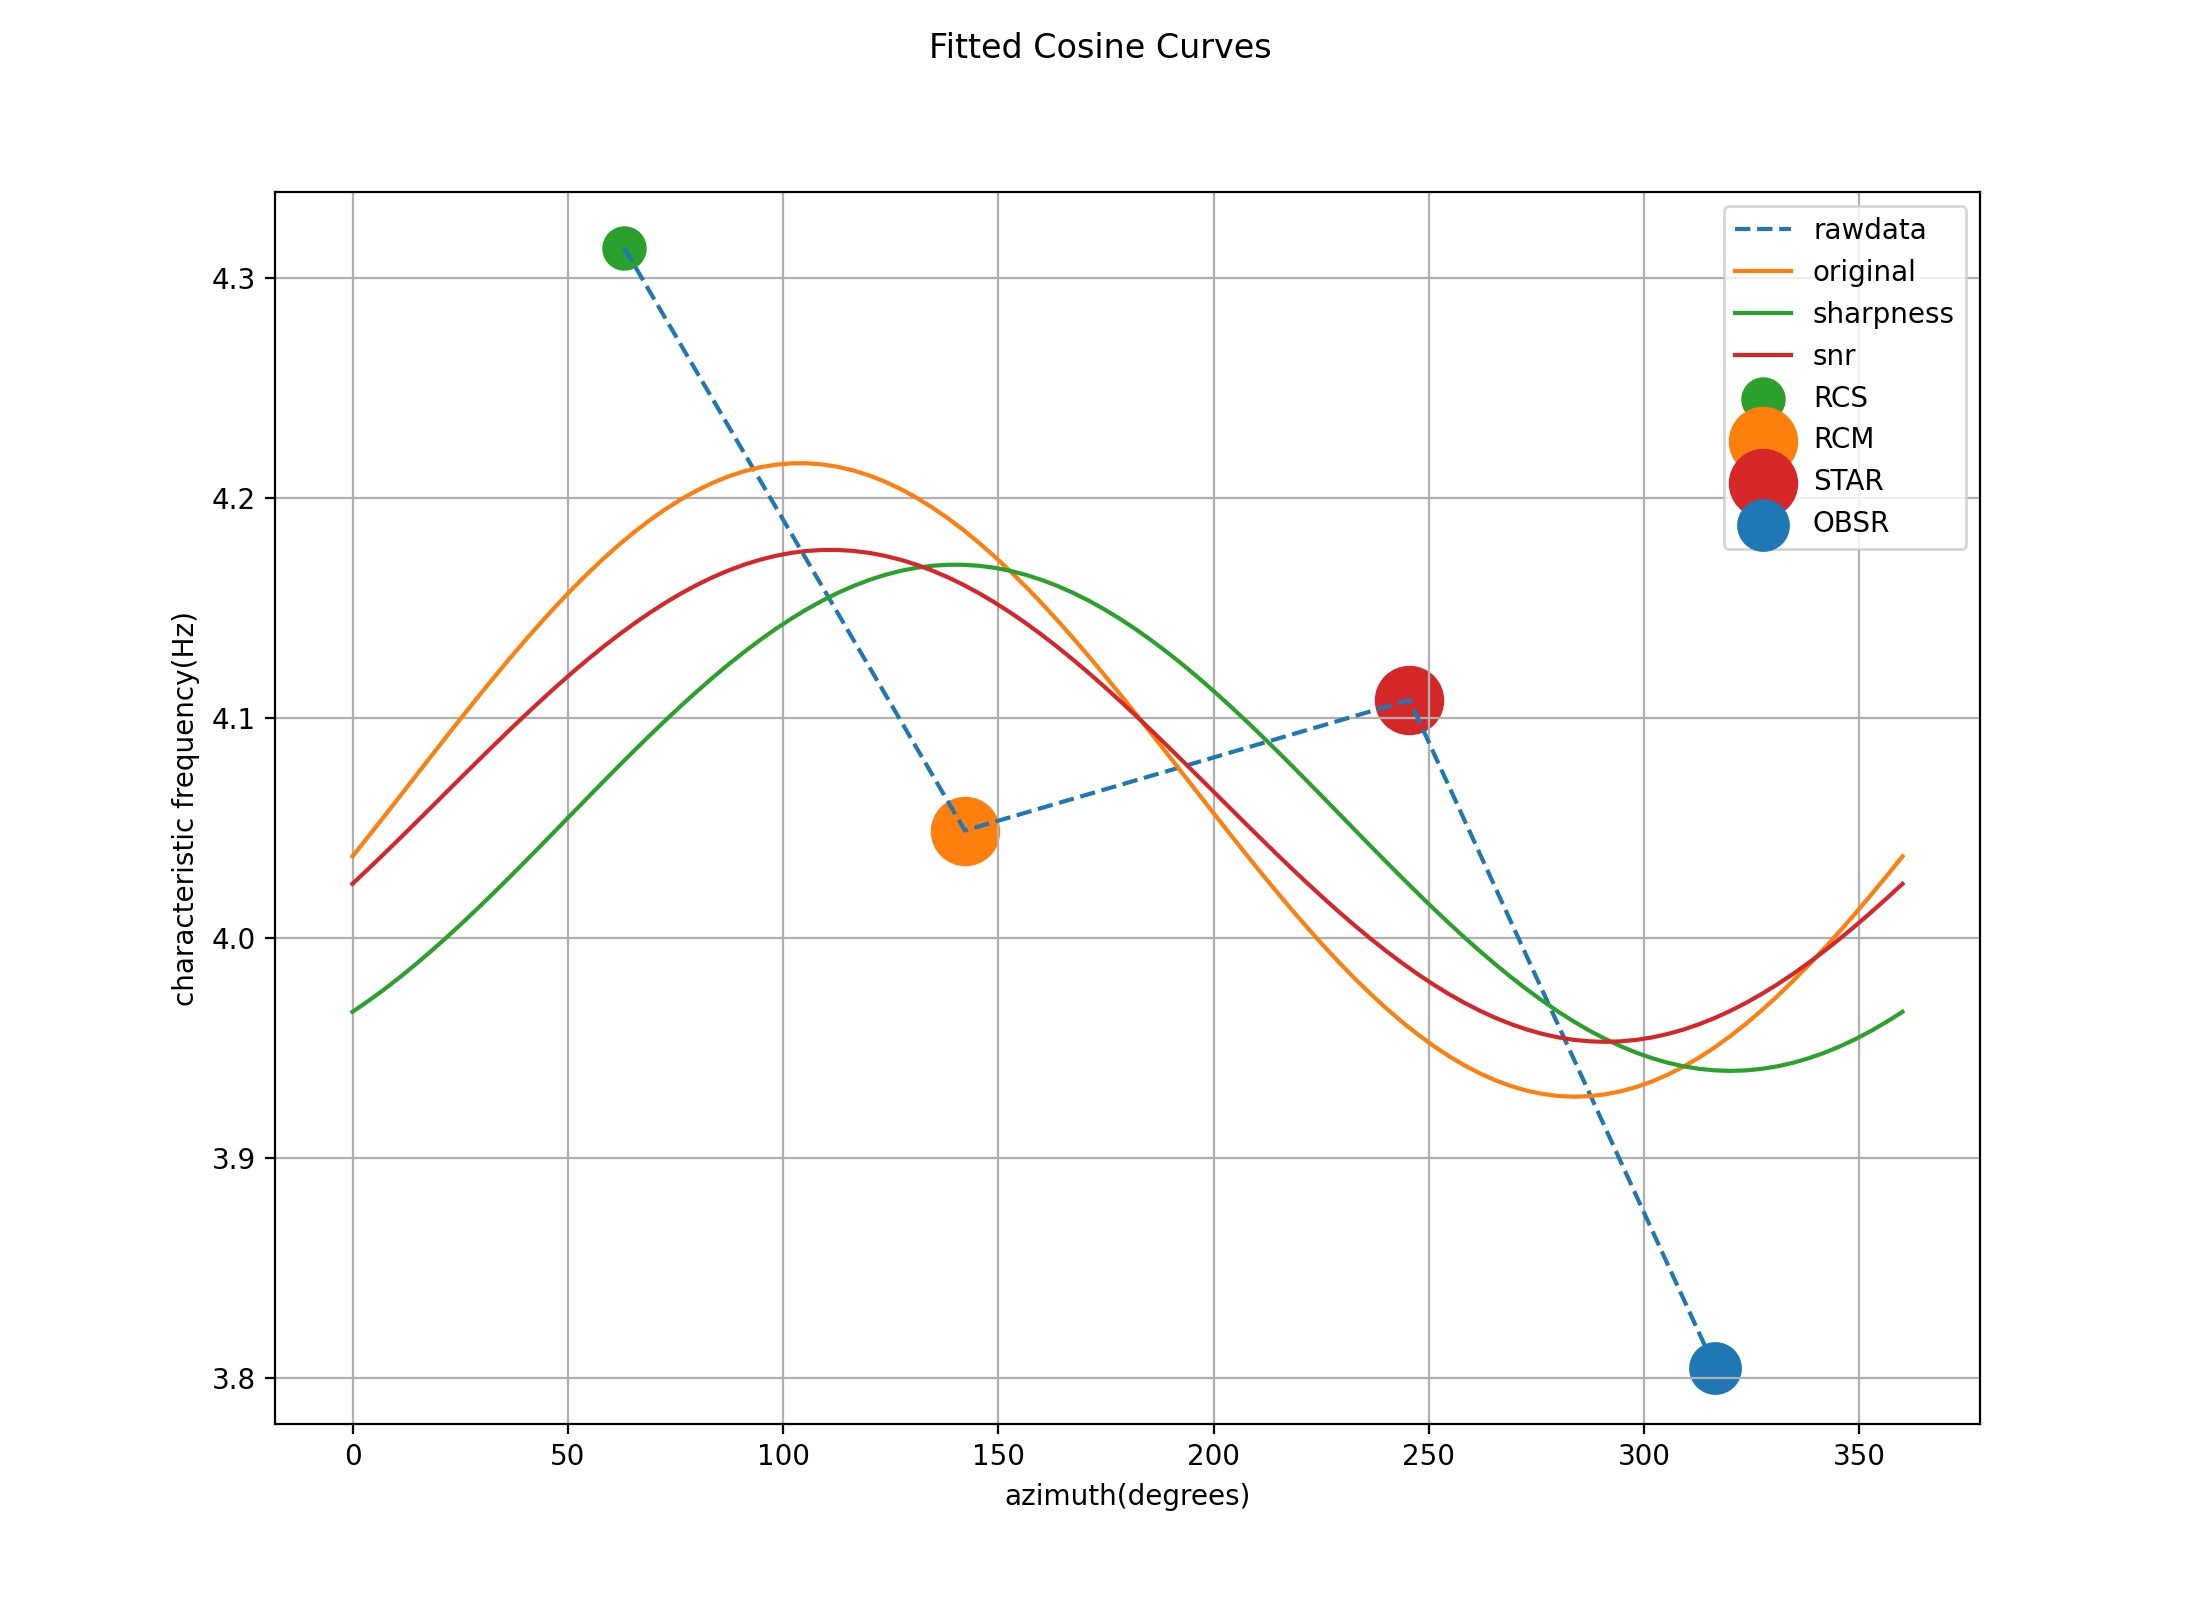 Fitted Cosine Curves
rawdata
original
sharpness
snr
RCS
RCM
STAR
OBSR
characteristic frequency(Hz)
4.3
4.2
4.1
4.0
3.9
3.8
0 50 100 150 200 250 300 350
azimuth(degrees)